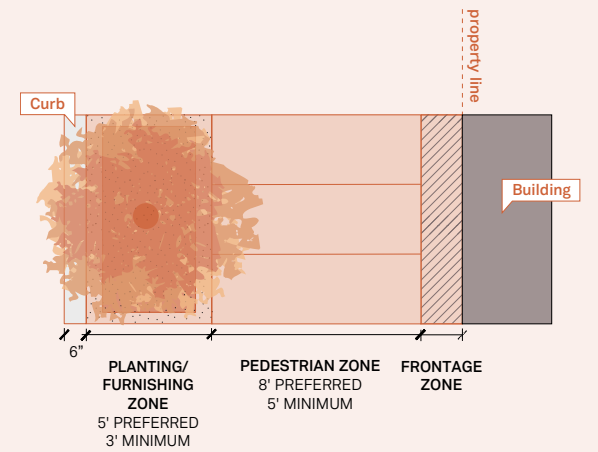 property line
Curb
Building
6"
PLANTING/
FURNISHING
ZONE
5' PREFERRED
3' MINIMUM
PEDESTRIAN ZONE
8' PREFERRED
5' MINIMUM
FRONTAGE
ZONE